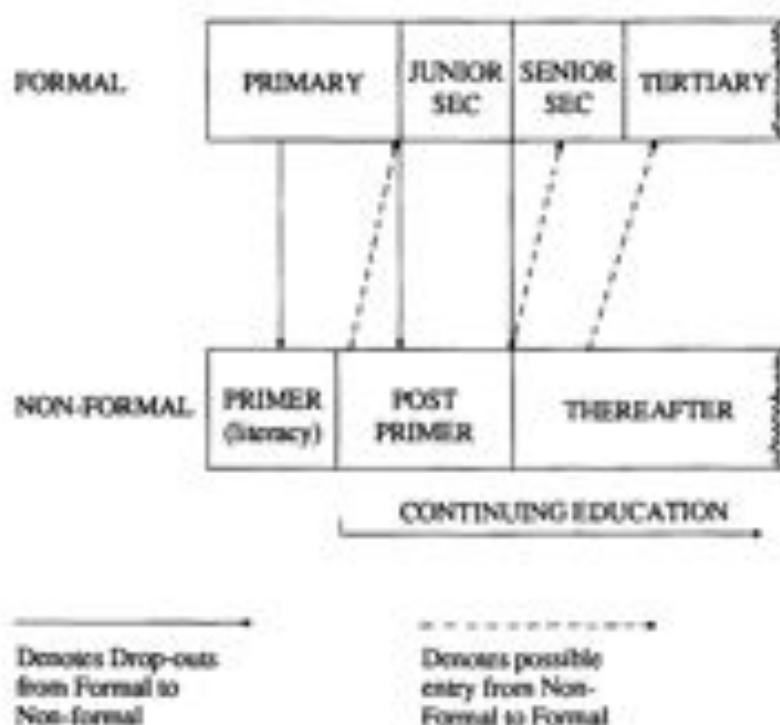 FORMAL
PRIMARY
JUNIOR
SEC
SENIOR
SEC
TERTIARY
NON-FORMAL
PRIMER
(literacy)
POST
PRIMER
THEREAFTER
CONTINUING EDUCATION
Denotes Drop-outs
from Formal to
Non-formal
Denotes possible
entry from Non-
Formal to Formal